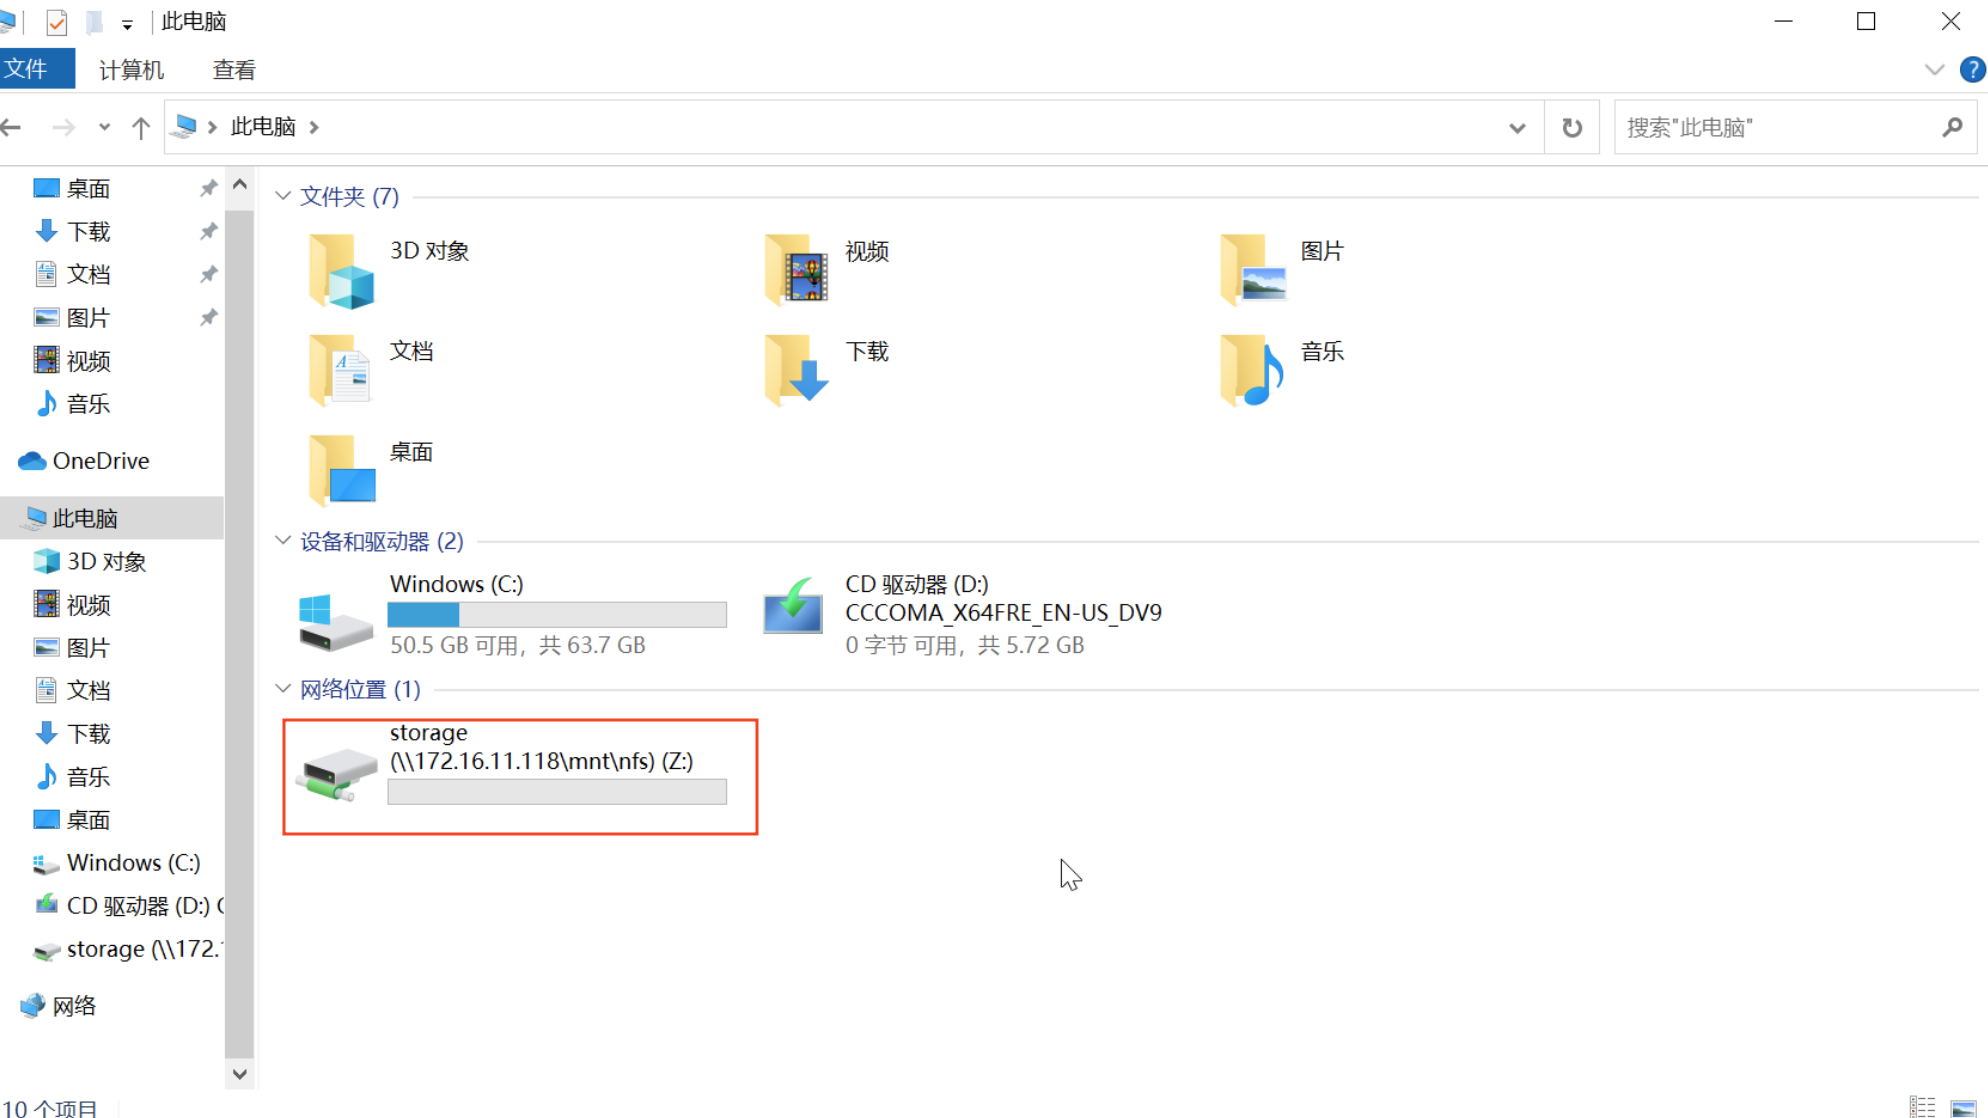 此电脑
文件 计算机 查看
此电脑
搜索"此电脑"
桌面
下载
文档
图片
视频
音乐
OneDrive
此电脑
3D 对象
视频
图片
文档
下载
音乐
桌面
Windows (C:)
CD 驱动器 (D:) C
storage (\\172.1
网络
文件夹 (7)
3D 对象
视频
图片
文档
下载
音乐
桌面
设备和驱动器 (2)
Windows (C:)
50.5 GB 可用，共 63.7 GB
CD 驱动器 (D:)
CCCOMA_X64FRE_EN-US_DV9
0 字节 可用，共 5.72 GB
网络位置 (1)
storage
(\\172.16.11.118\mnt\nfs) (Z:)
10 个项目